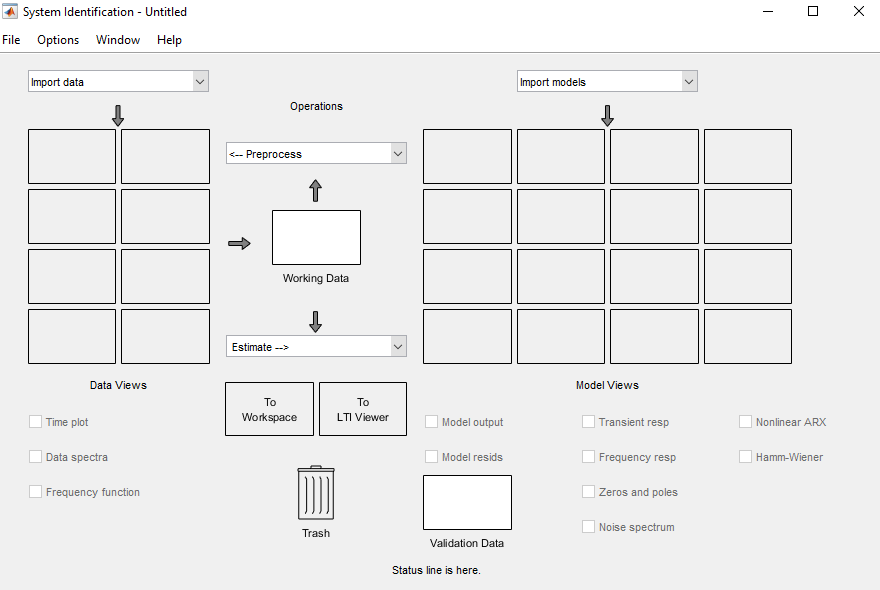 System Identification - Untitled
File Options Window Help
Import data
Import models
Operations
<-- Preprocess
Working Data
Estimate -->
Data Views
Model Views
To
Workspace
To
LTI Viewer
Time plot
Model output
Transient resp
Nonlinear ARX
Data spectra
Model resids
Frequency resp
Hamm-Wiener
Frequency function
Zeros and poles
Noise spectrum
Trash
Validation Data
Status line is here.